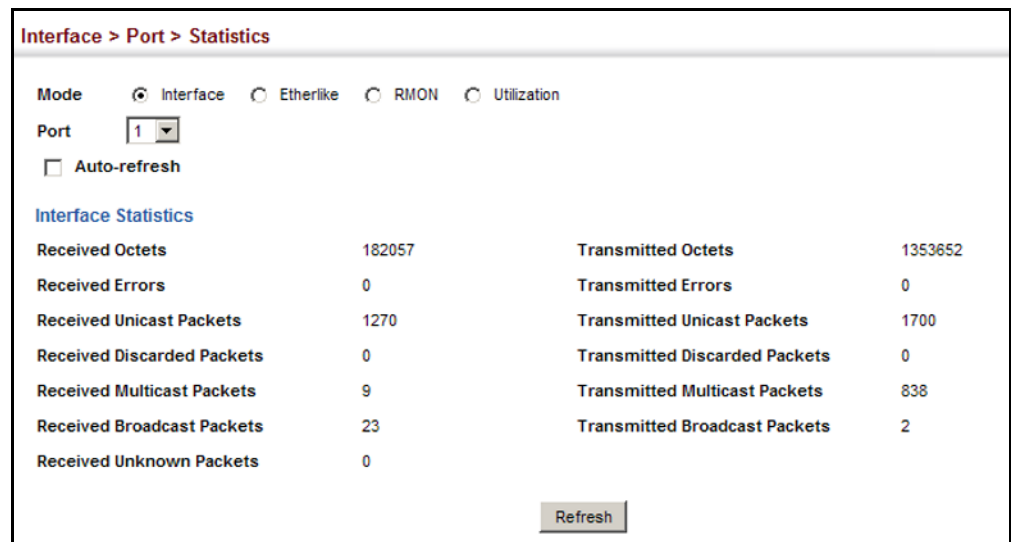 Interface > Port > Statistics
Mode Interface Etherlike RMON Utilization
Port 1
Auto-refresh
Interface Statistics
Received Octets 182057 Transmitted Octets 1353652
Received Errors 0 Transmitted Errors 0
Received Unicast Packets 1270 Transmitted Unicast Packets 1700
Received Discarded Packets 0 Transmitted Discarded Packets 0
Received Multicast Packets 9 Transmitted Multicast Packets 838
Received Broadcast Packets 23 Transmitted Broadcast Packets 2
Received Unknown Packets 0
Refresh